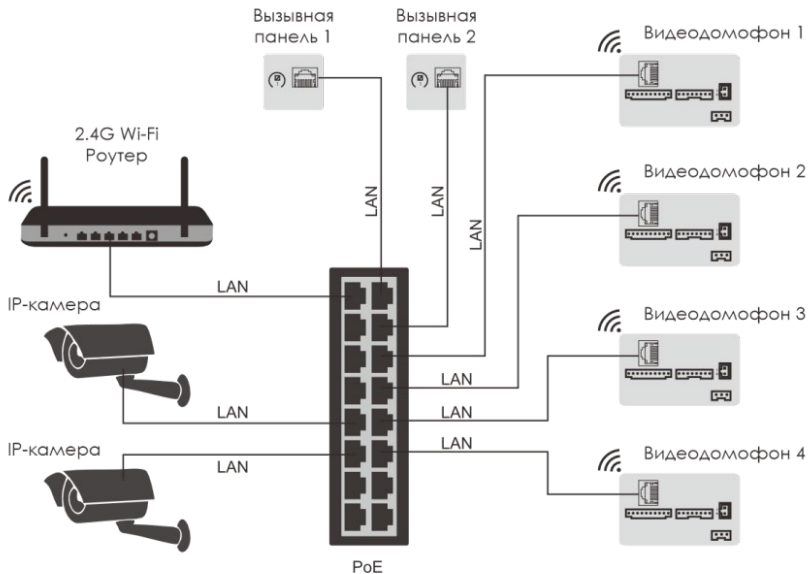 Вызывная
панель 1
Вызывная
панель 2
Видеодомофон 1
2.4G Wi-Fi
Роутер
Видеодомофон 2
LAN
LAN
LAN
LAN
IP-камера
Видеодомофон 3
LAN
LAN
LAN
IP-камера
LAN
LAN
Видеодомофон 4
PoE